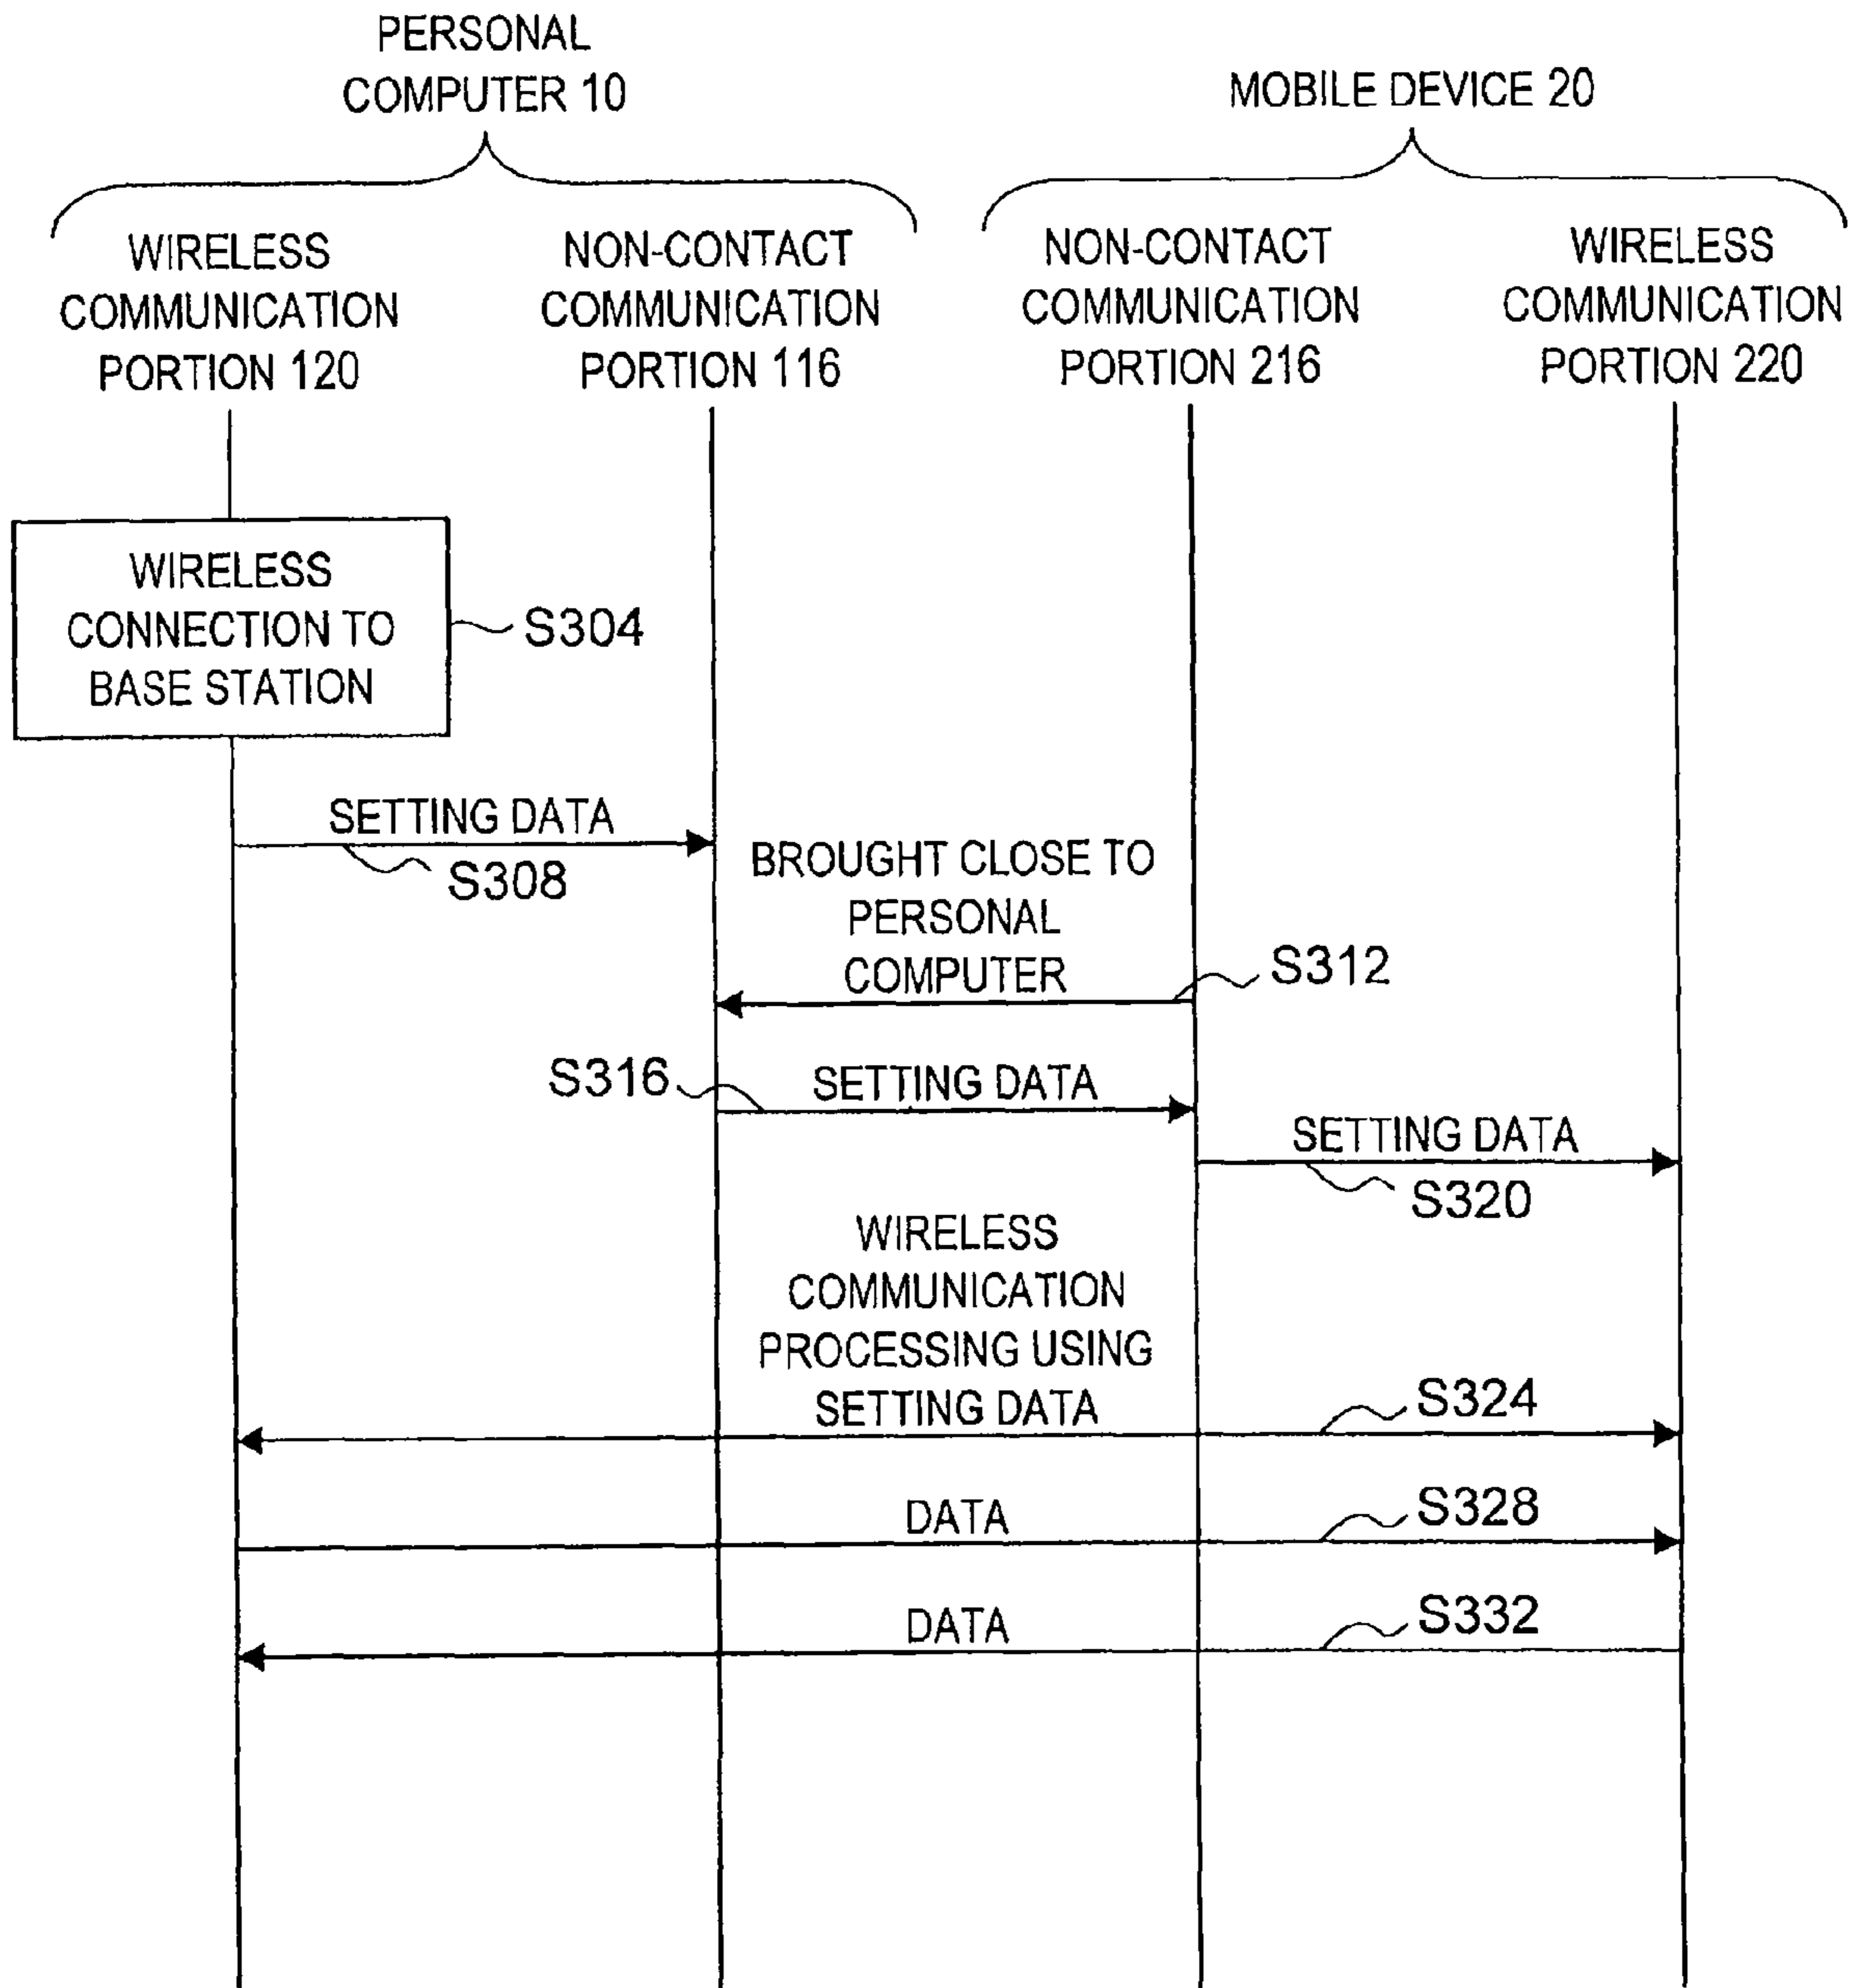 PERSONAL
COMPUTER 10
MOBILE DEVICE 20
WIRELESS
COMMUNICATION
PORTION 120
NON-CONTACT
COMMUNICATION
PORTION 116
NON-CONTACT
COMMUNICATION
PORTION 216
WIRELESS
COMMUNICATION
PORTION 220
WIRELESS
CONNECTION TO
BASE STATION
S304
SETTING DATA
S308
BROUGHT CLOSE TO
PERSONAL
COMPUTER
S312
S316
SETTING DATA
SETTING DATA
S320
WIRELESS
COMMUNICATION
PROCESSING USING
SETTING DATA
S324
DATA
S328
DATA
S332